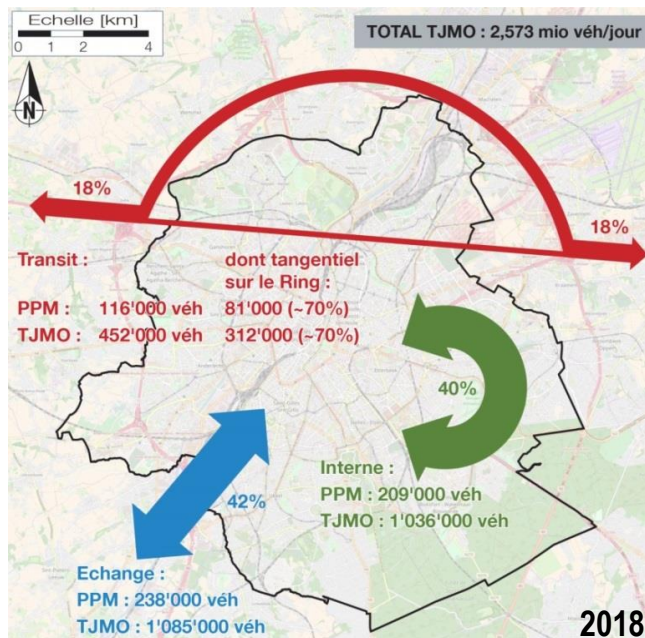 Echelle [km]
0 1 2 4
TOTAL TJMO : 2,573 mio véh/jour
N
18%
18%
Transit :
dont tangentiel
sur le Ring :
PPM : 116'000 véh 81'000 (~70%)
TJMO : 452'000 véh 312'000 (~70%)
40%
42%
Interne :
PPM : 209'000 véh
TJMO : 1'036'000 véh
Echange :
PPM : 238'000 véh
TJMO : 1'085'000 véh
2018